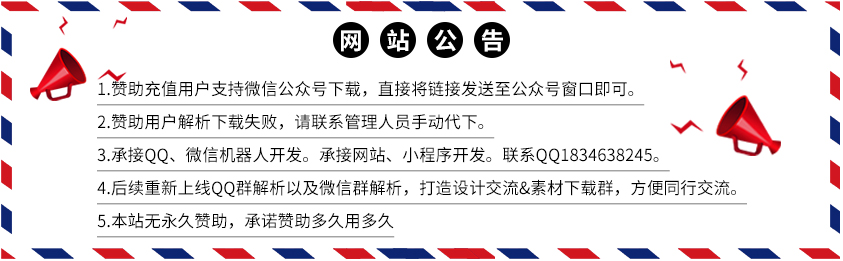 网站公告
1.赞助充值用户支持微信公众号下载，直接将链接发送至公众号窗口即可。
2.赞助用户解析下载失败，请联系管理人员手动代下。
3.承接QQ、微信机器人开发。承接网站、小程序开发。联系QQ1834638245。
4.后续重新上线QQ群解析以及微信群解析，打造设计交流&素材下载群，方便同行交流。
5.本站无永久赞助，承诺赞助多久用多久